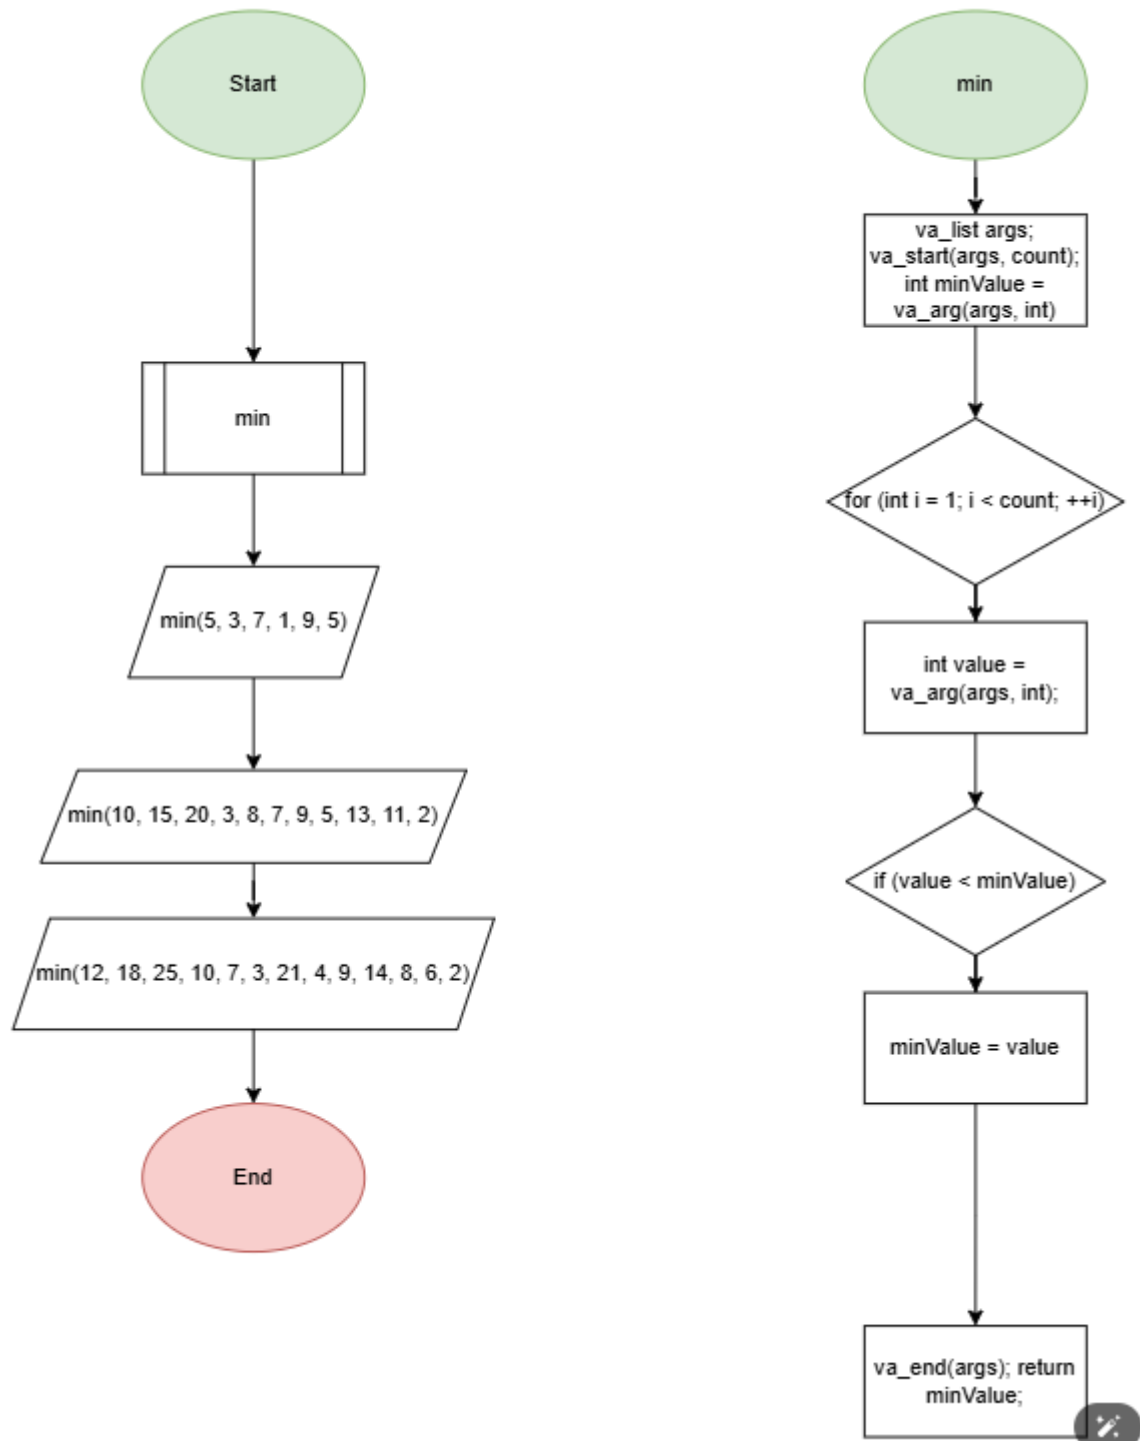 Start
min
min(5, 3, 7, 1, 9, 5)
min(10, 15, 20, 3, 8, 7, 9, 5, 13, 11, 2)
min(12, 18, 25, 10, 7, 3, 21, 4, 9, 14, 8, 6, 2)
End
min
va_list args;
va_start(args, count);
int minValue =
va_arg(args, int)
for (int i = 1; i < count; ++i)
int value =
va_arg(args, int);
if (value < minValue)
minValue = value
va_end(args); return
minValue;